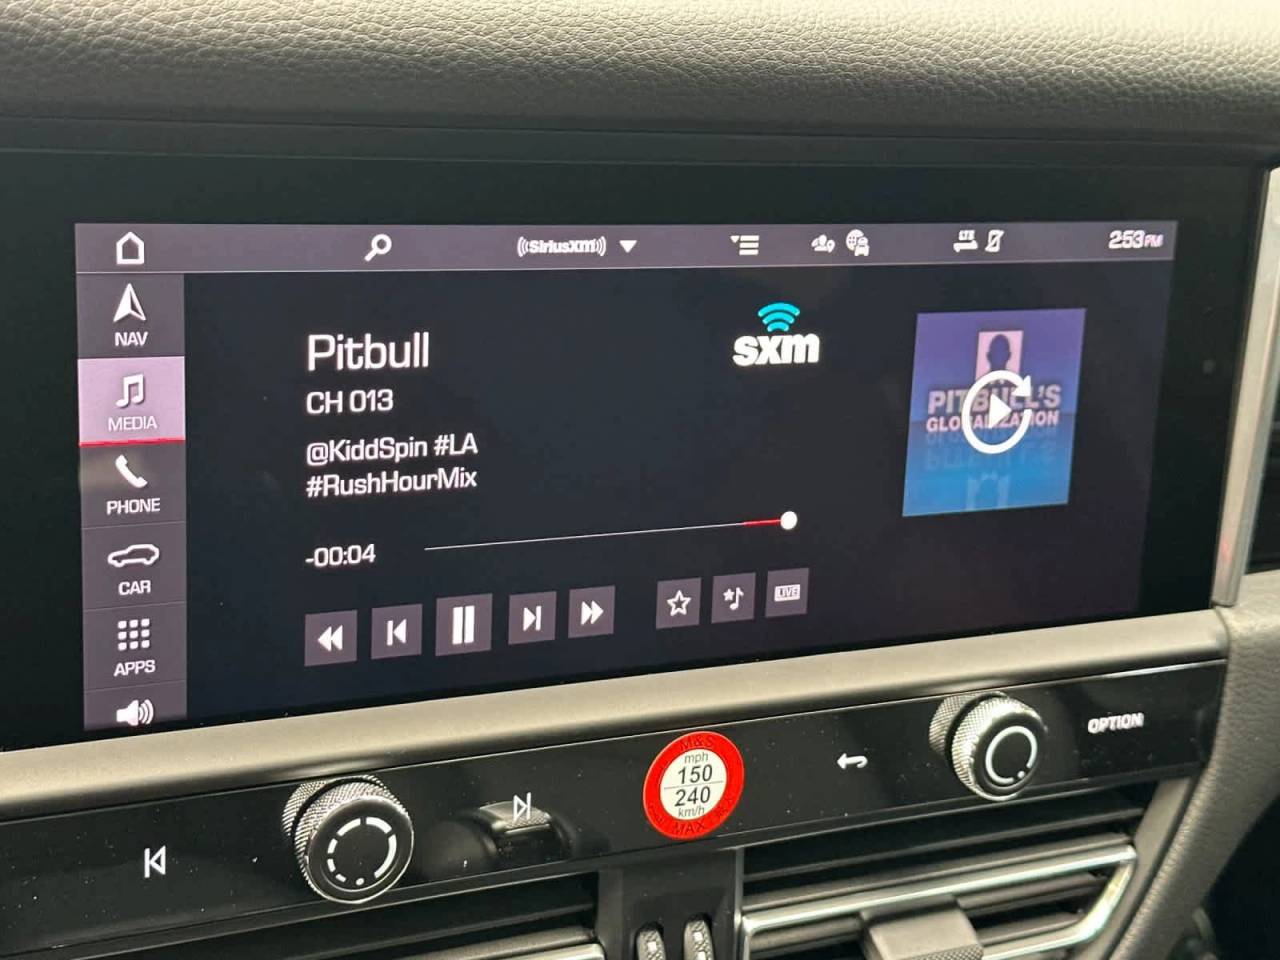 ((SiriusXM))
LTE
2:53 PM
NAV
MEDIA
PHONE
CAR
APPS
Pitbull
CH 013
@KiddSpin #LA
#RushHourMix
-00:04
sxm
PITBULL'S
GLOBALIZATION
LIVE
M&S
mph
150
240
km/h
MAX
OPTION